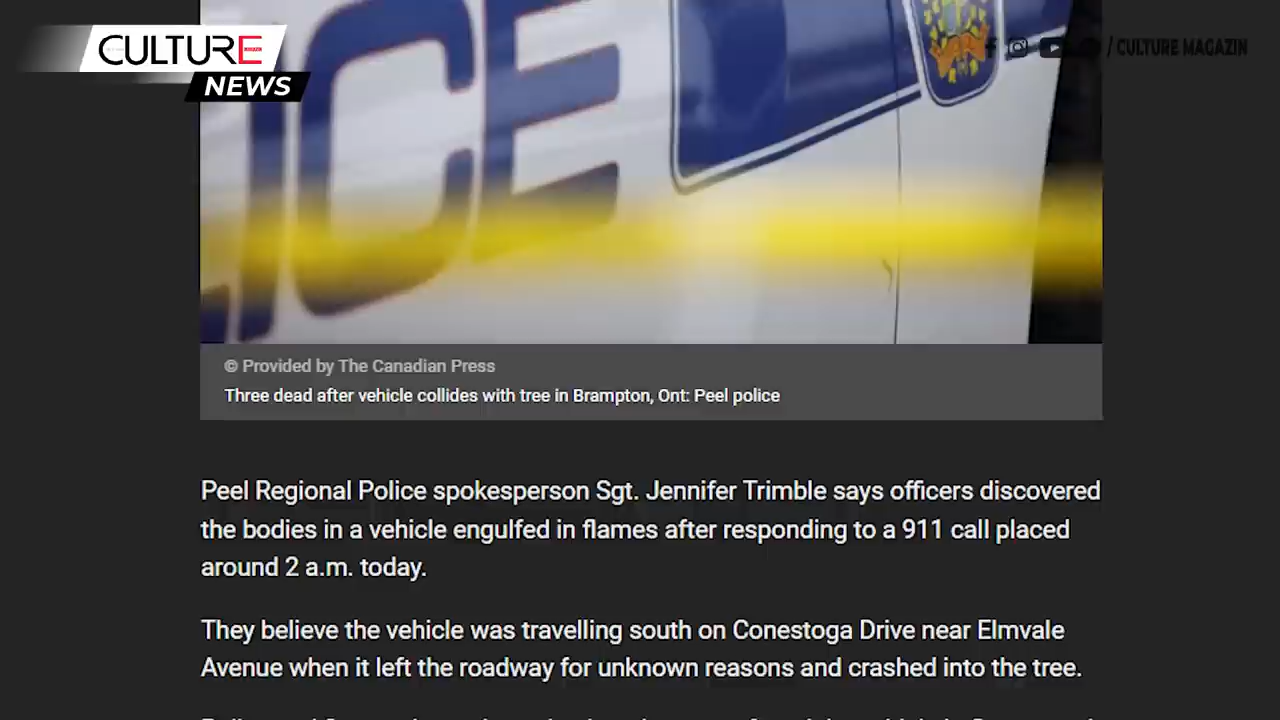 CULTURE
NEWS
/ CULTURE MAGAZIN
ICE
© Provided by The Canadian Press
Three dead after vehicle collides with tree in Brampton, Ont: Peel police
Peel Regional Police spokesperson Sgt. Jennifer Trimble says officers discovered
the bodies in a vehicle engulfed in flames after responding to a 911 call placed
around 2 a.m. today.
They believe the vehicle was travelling south on Conestoga Drive near Elmvale
Avenue when it left the roadway for unknown reasons and crashed into the tree.